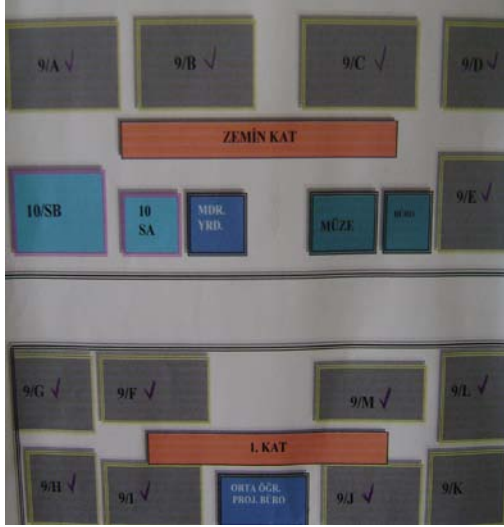 9/A ✓
9/B ✓
9/C ✓
9/D ✓
ZEMİN KAT
10/SB
10
SA
MDR.
YRD.
MÜZE
BÜRO
9/E ✓
9/G ✓
9/F ✓
9/M ✓
9/L ✓
1. KAT
9/H ✓
9/I ✓
ORTA ÖĞR.
PROJ. BÜRO
9/J ✓
9/K